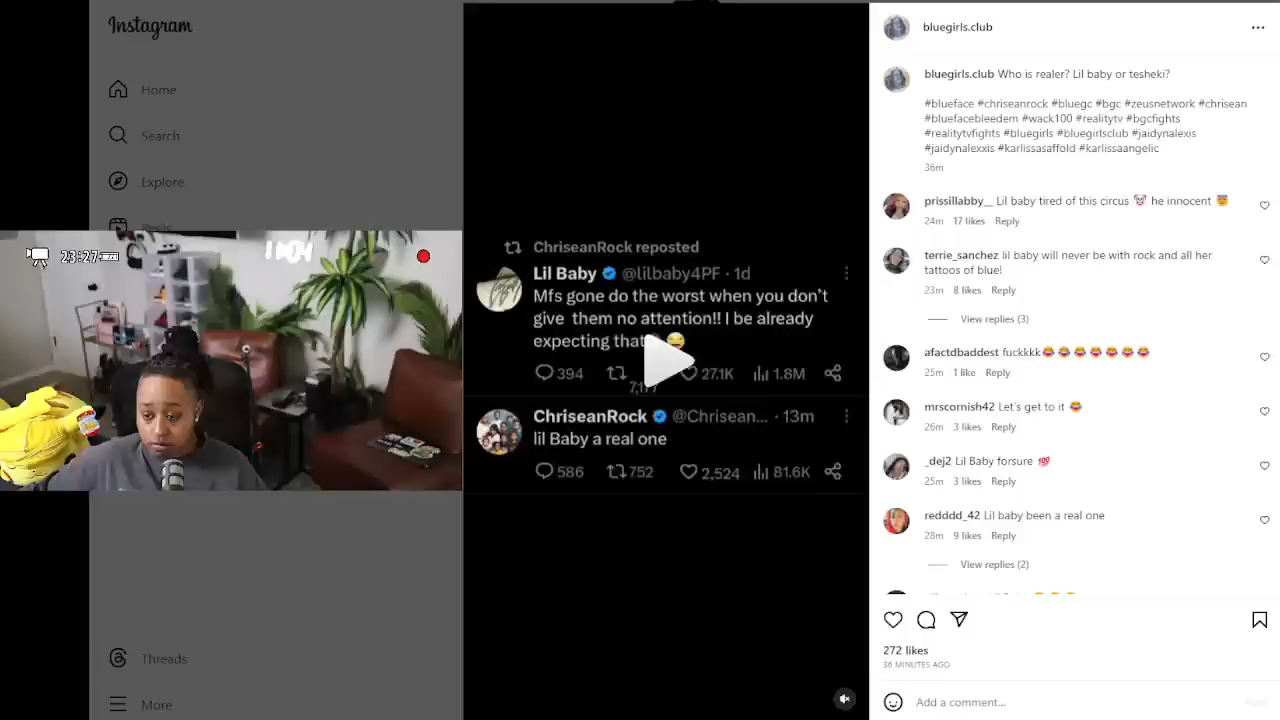 Instagram
Home
Search
Explore
Reels
23:27
Threads
More
ChriseanRock reposted
Lil Baby @lilbaby4PF · 1d
Mfs gone do the worst when you don't
give them no attention!! I be already
expecting that 😂
394 7,177 27.1K 1.8M
ChriseanRock @Chrisean... · 13m
lil Baby a real one
586 752 2,524 81.6K
bluegirls.club
bluegirls.club Who is realer? Lil baby or tesheki?
#blueface #chriseanrock #bluegc #bgc #zeusnetwork #chrisean
#bluefacebleedem #wack100 #realitytv #bgcfights
#realitytvfights #bluegirls #bluegirlsclub #jaidynalexis
#jaidynalexxis #karlissasaffold #karlissaangelic
36m
prissillabby__ Lil baby tired of this circus 🤡 he innocent 😇
24m 17 likes Reply
terrie_sanchez lil baby will never be with rock and all her
tattoos of blue!
23m 8 likes Reply
View replies (3)
afactdbaddest fuckkkk😂😂😂😂😂😂😂
25m 1 like Reply
mrscornish42 Let's get to it 😂
26m 3 likes Reply
_dej2 Lil Baby forsure 💯
25m 3 likes Reply
redddd_42 Lil baby been a real one
28m 9 likes Reply
View replies (2)
272 likes
36 MINUTES AGO
Add a comment...